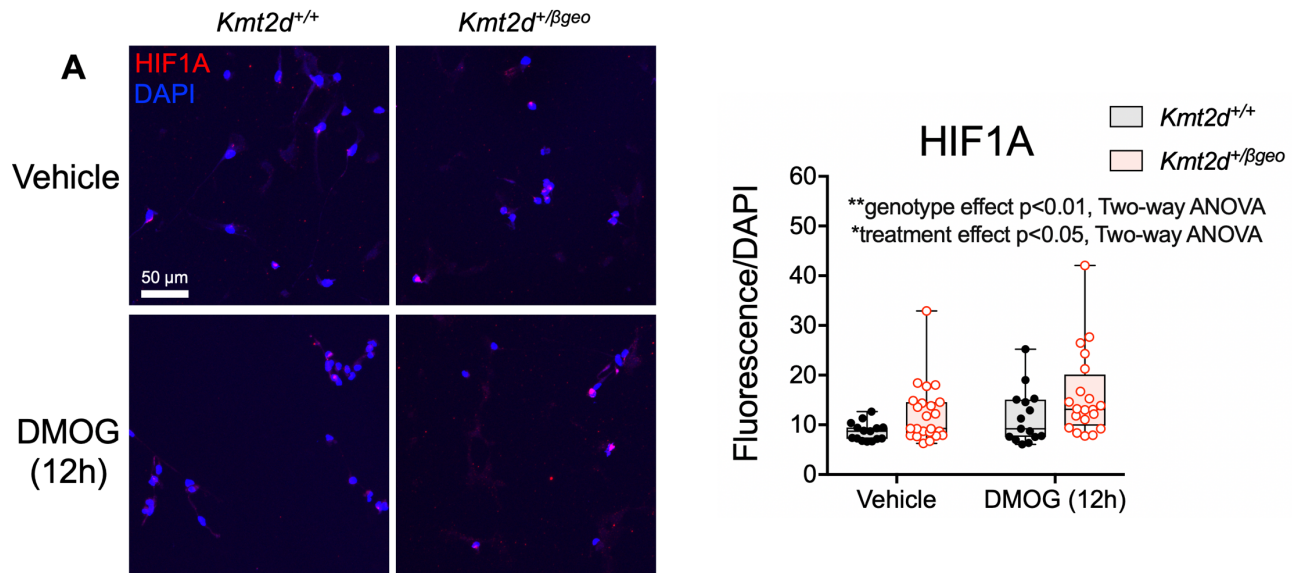 Kmt2d+/+
Kmt2d+/βgeo
A
HIF1A
DAPI
Vehicle
50 μm
DMOG
(12h)
HIF1A
Kmt2d+/+
Kmt2d+/βgeo
**genotype effect p<0.01, Two-way ANOVA
*treatment effect p<0.05, Two-way ANOVA
Fluorescence/DAPI
60
50
40
30
20
10
0
Vehicle
DMOG (12h)